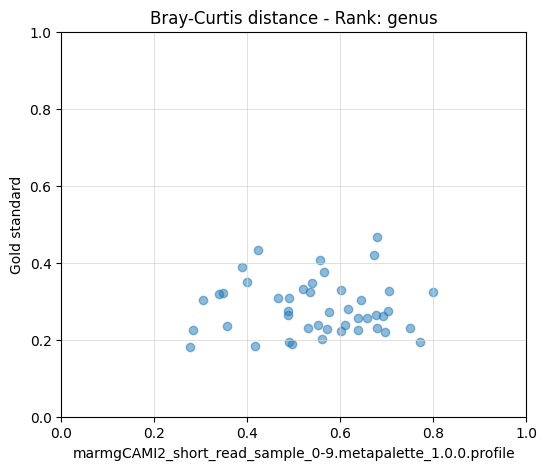 Bray-Curtis distance - Rank: genus
Gold standard
1.0
0.8
0.6
0.4
0.2
0.0
0.0 0.2 0.4 0.6 0.8 1.0
marmgCAMI2_short_read_sample_0-9.metapalette_1.0.0.profile